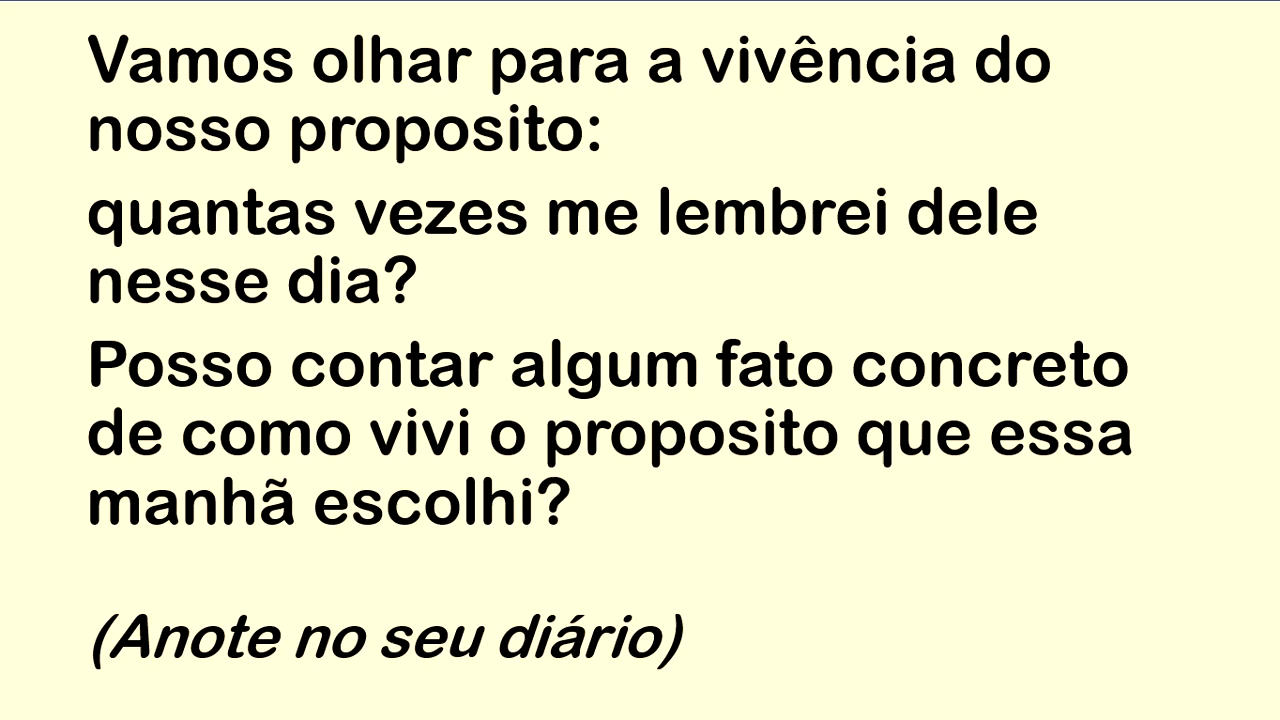 Vamos olhar para a vivência do
nosso proposito:
quantas vezes me lembrei dele
nesse dia?
Posso contar algum fato concreto
de como vivi o proposito que essa
manhã escolhi?
(Anote no seu diário)